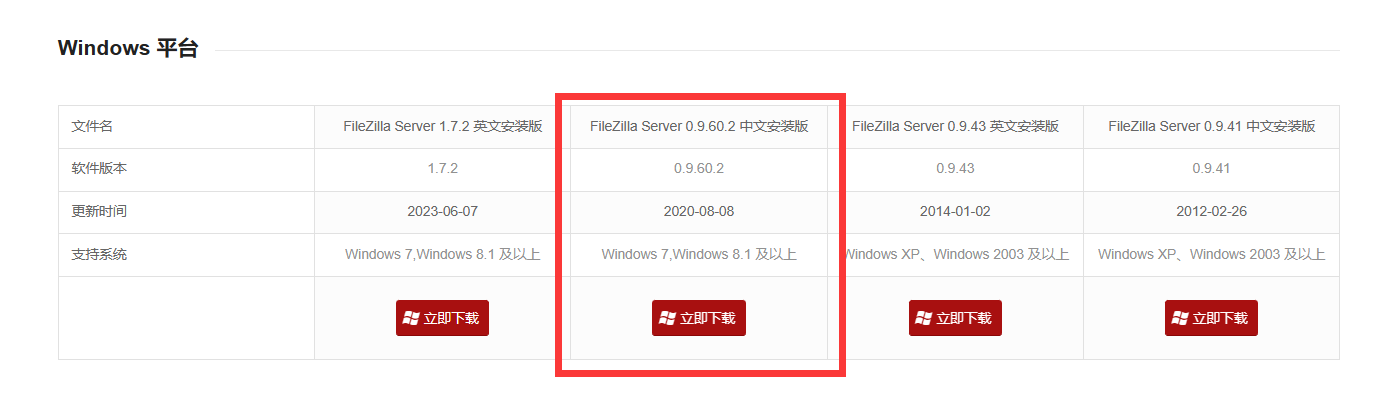 Windows 平台
文件名 FileZilla Server 1.7.2 英文安装版 FileZilla Server 0.9.60.2 中文安装版 FileZilla Server 0.9.43 英文安装版 FileZilla Server 0.9.41 中文安装版
软件版本 1.7.2 0.9.60.2 0.9.43 0.9.41
更新时间 2023-06-07 2020-08-08 2014-01-02 2012-02-26
支持系统 Windows 7,Windows 8.1 及以上 Windows 7,Windows 8.1 及以上 Windows XP、Windows 2003 及以上 Windows XP、Windows 2003 及以上
立即下载 立即下载 立即下载 立即下载